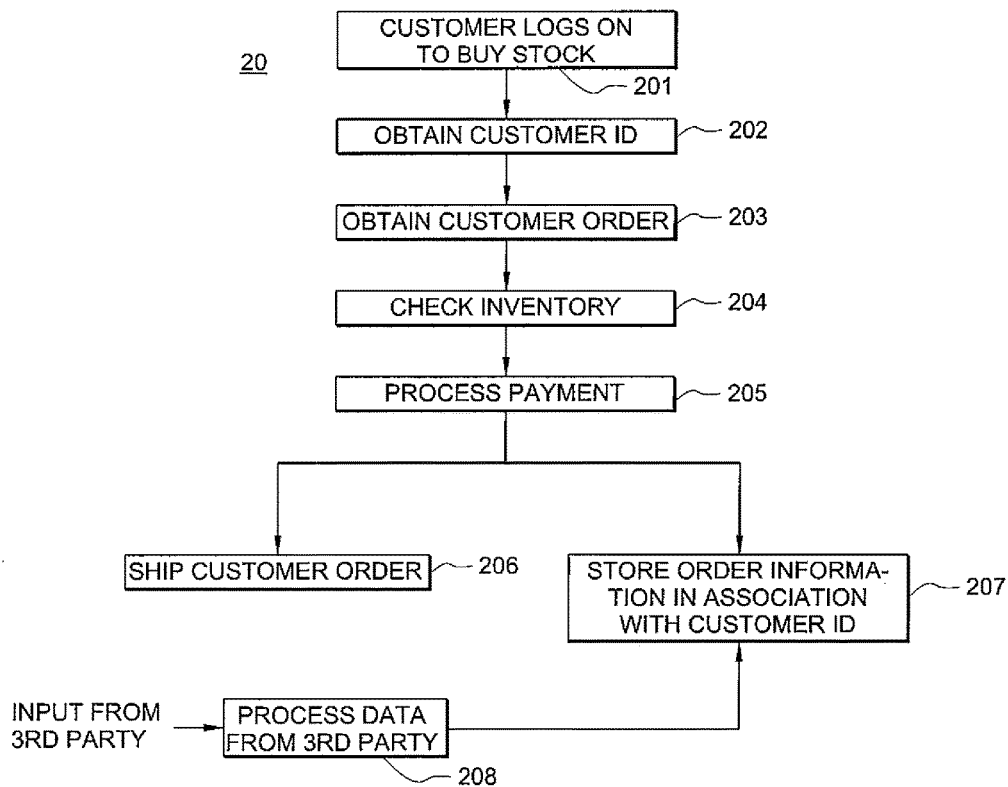 20
CUSTOMER LOGS ON
TO BUY STOCK
201
OBTAIN CUSTOMER ID
202
OBTAIN CUSTOMER ORDER
203
CHECK INVENTORY
204
PROCESS PAYMENT
205
SHIP CUSTOMER ORDER
206
STORE ORDER INFORMA-
TION IN ASSOCIATION
WITH CUSTOMER ID
207
INPUT FROM
3RD PARTY
PROCESS DATA
FROM 3RD PARTY
208